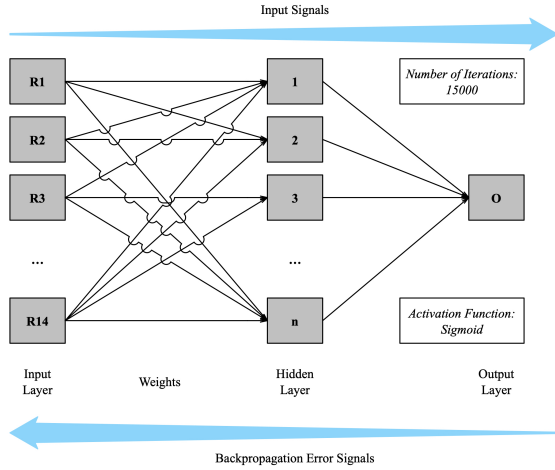 Input Signals
R1
1
Number of Iterations:
15000
R2
2
R3
3
O
...
...
R14
n
Activation Function:
Sigmoid
Input
Layer
Weights
Hidden
Layer
Output
Layer
Backpropagation Error Signals